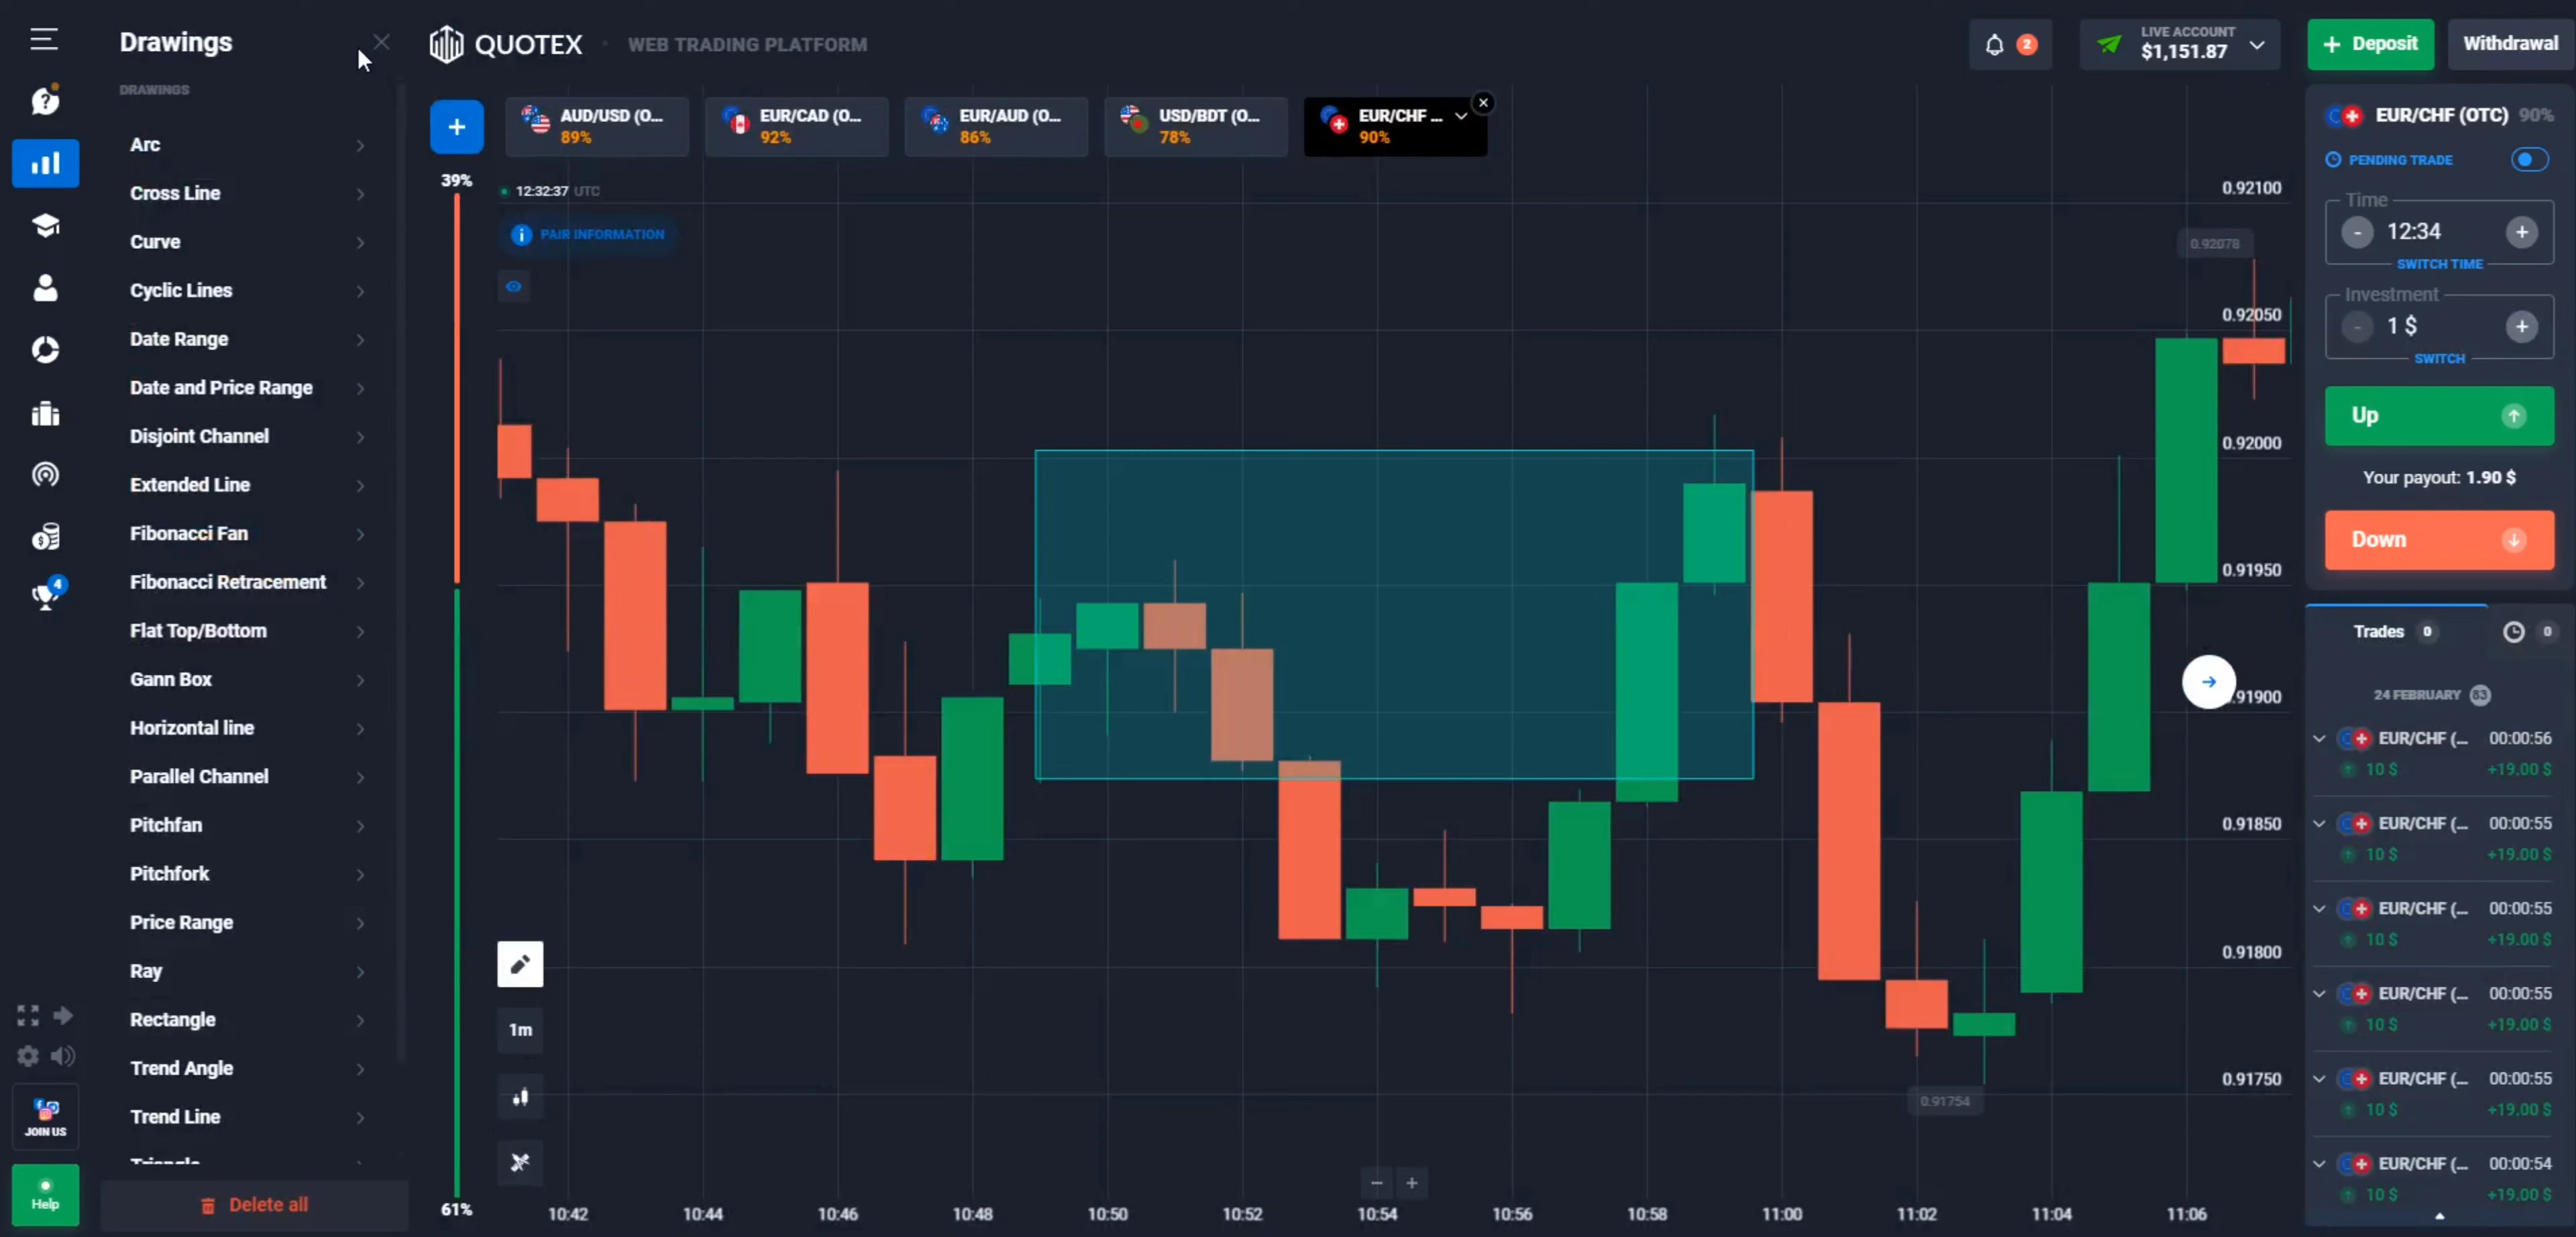 Drawings
QUOTEX
WEB TRADING PLATFORM
2
LIVE ACCOUNT
$1,151.87
+ Deposit
Withdrawal
DRAWINGS
Arc
Cross Line
Curve
Cyclic Lines
Date Range
Date and Price Range
Disjoint Channel
Extended Line
Fibonacci Fan
Fibonacci Retracement
Flat Top/Bottom
Gann Box
Horizontal line
Parallel Channel
Pitchfan
Pitchfork
Price Range
Ray
Rectangle
Trend Angle
Trend Line
Delete all
4
JOIN US
Help
+
AUD/USD (O...
89%
EUR/CAD (O...
92%
EUR/AUD (O...
86%
USD/BDT (O...
78%
EUR/CHF ...
90%
39%
61%
12:32:37 UTC
PAIR INFORMATION
1m
0.92100
0.92078
0.92050
0.92000
0.91950
0.91900
0.91850
0.91800
0.91750
0.91754
- +
10:42 10:44 10:46 10:48 10:50 10:52 10:54 10:56 10:58 11:00 11:02 11:04 11:06
EUR/CHF (OTC) 90%
PENDING TRADE
Time
- 12:34 +
SWITCH TIME
Investment
- 1 $ +
SWITCH
Up
Your payout: 1.90 $
Down
Trades 0
0
24 FEBRUARY 63
EUR/CHF (... 00:00:56
10 $ +19.00 $
EUR/CHF (... 00:00:55
10 $ +19.00 $
EUR/CHF (... 00:00:55
10 $ +19.00 $
EUR/CHF (... 00:00:55
10 $ +19.00 $
EUR/CHF (... 00:00:55
10 $ +19.00 $
EUR/CHF (... 00:00:54
10 $ +19.00 $